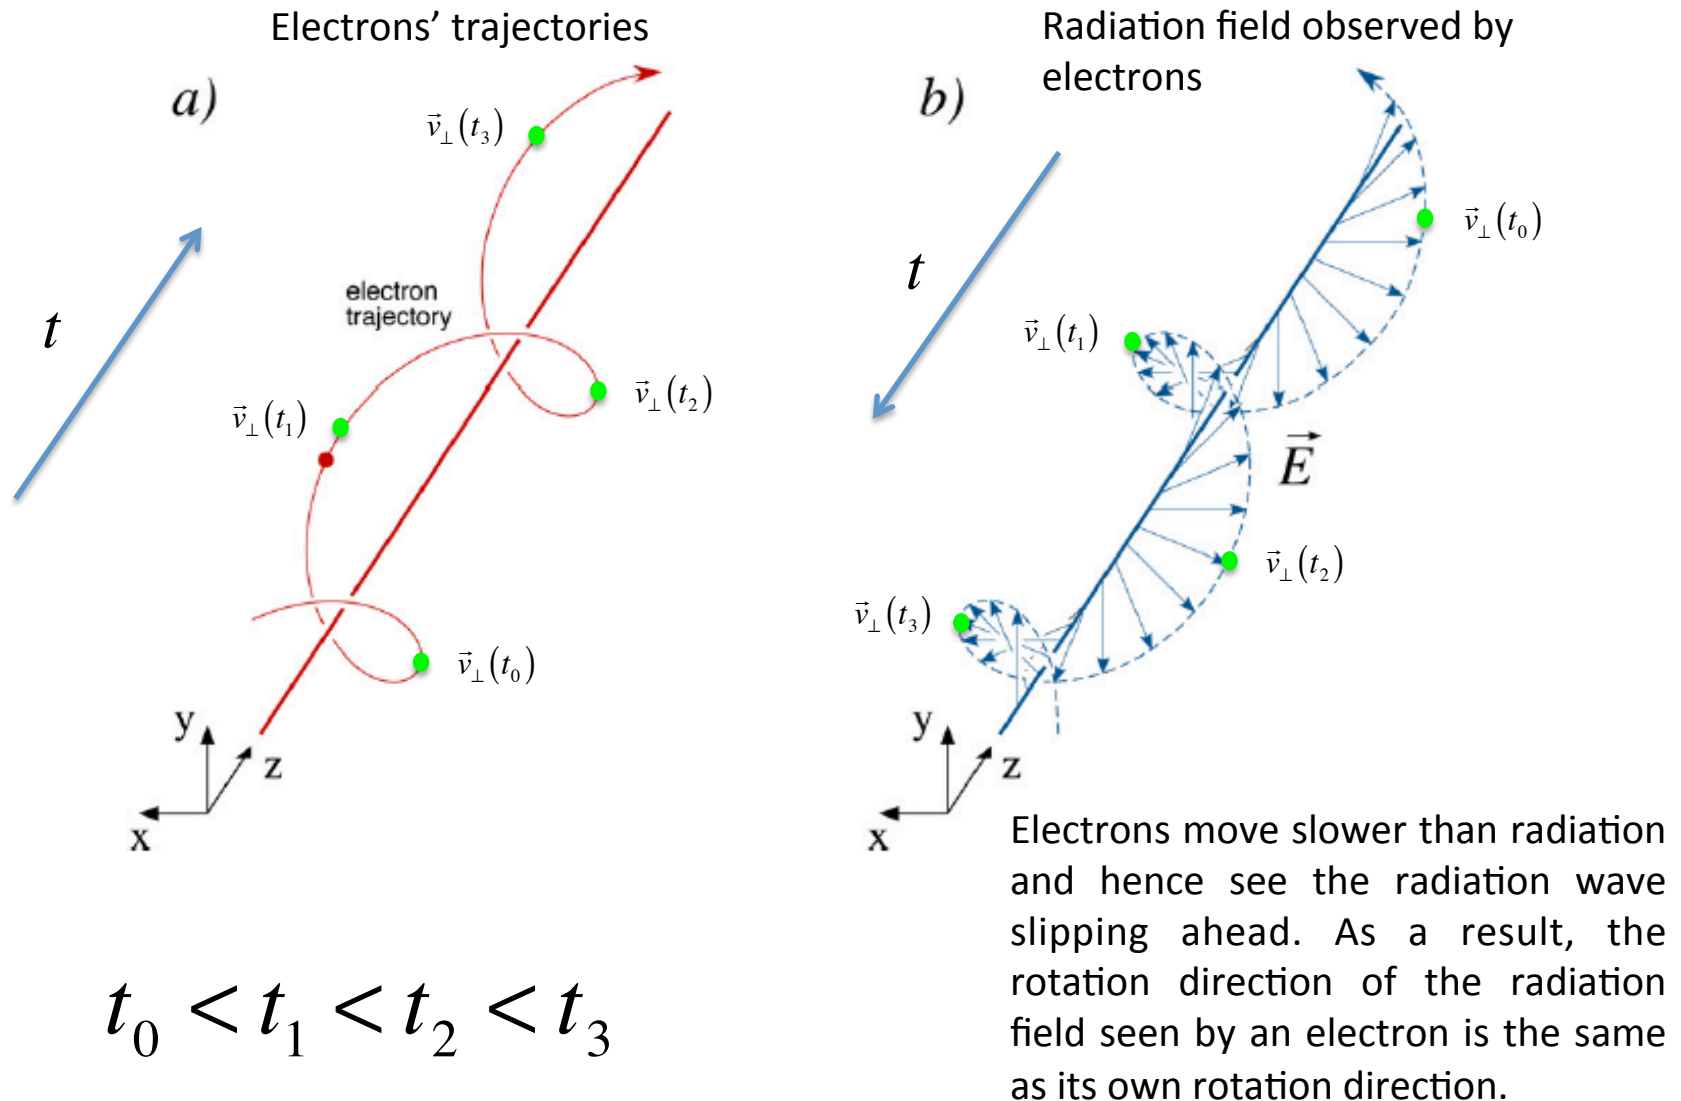 Electrons’ trajectories
a)
v⃗⊥(t₃)
electron
trajectory
t
v⃗⊥(t₂)
v⃗⊥(t₁)
v⃗⊥(t₀)
y
z
x
t₀ < t₁ < t₂ < t₃
Radiation field observed by
electrons
b)
v⃗⊥(t₀)
t
v⃗⊥(t₁)
E⃗
v⃗⊥(t₂)
v⃗⊥(t₃)
y
z
x
Electrons move slower than radiation
and hence see the radiation wave
slipping ahead. As a result, the
rotation direction of the radiation
field seen by an electron is the same
as its own rotation direction.